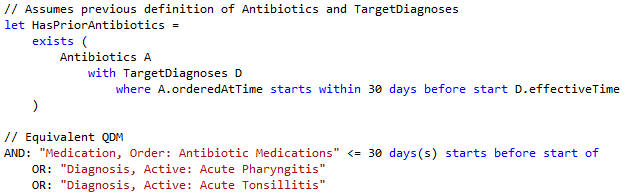 // Assumes previous definition of Antibiotics and TargetDiagnoses
let HasPriorAntibiotics =
exists (
Antibiotics A
with TargetDiagnoses D
where A.orderedAtTime starts within 30 days before start D.effectiveTime
)
// Equivalent QDM
AND: "Medication, Order: Antibiotic Medications" <= 30 days(s) starts before start of
OR: "Diagnosis, Active: Acute Pharyngitis"
OR: "Diagnosis, Active: Acute Tonsillitis"